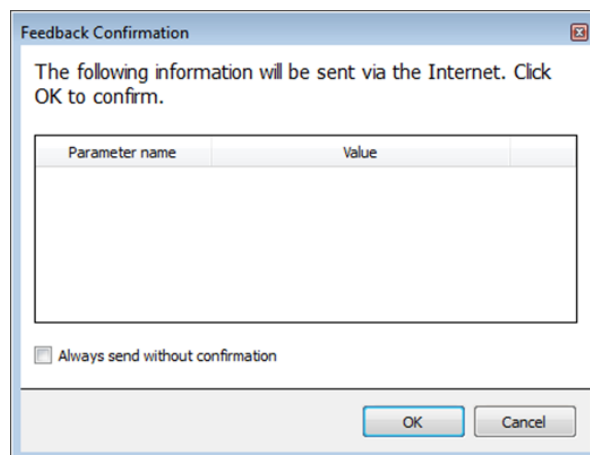 Feedback Confirmation
The following information will be sent via the Internet. Click
OK to confirm.
Parameter name Value
Always send without confirmation
OK Cancel